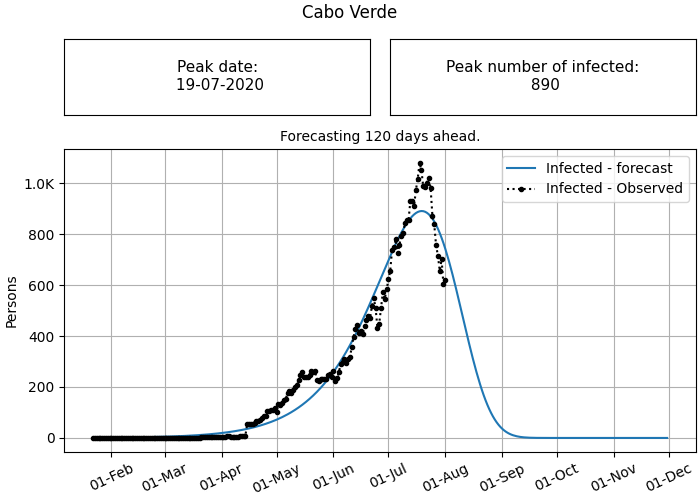 Cabo Verde
Peak date:
19-07-2020
Peak number of infected:
890
Forecasting 120 days ahead.
Infected - forecast
Infected - Observed
Persons
1.0K
800
600
400
200
0
01-Feb
01-Mar
01-Apr
01-May
01-Jun
01-Jul
01-Aug
01-Sep
01-Oct
01-Nov
01-Dec